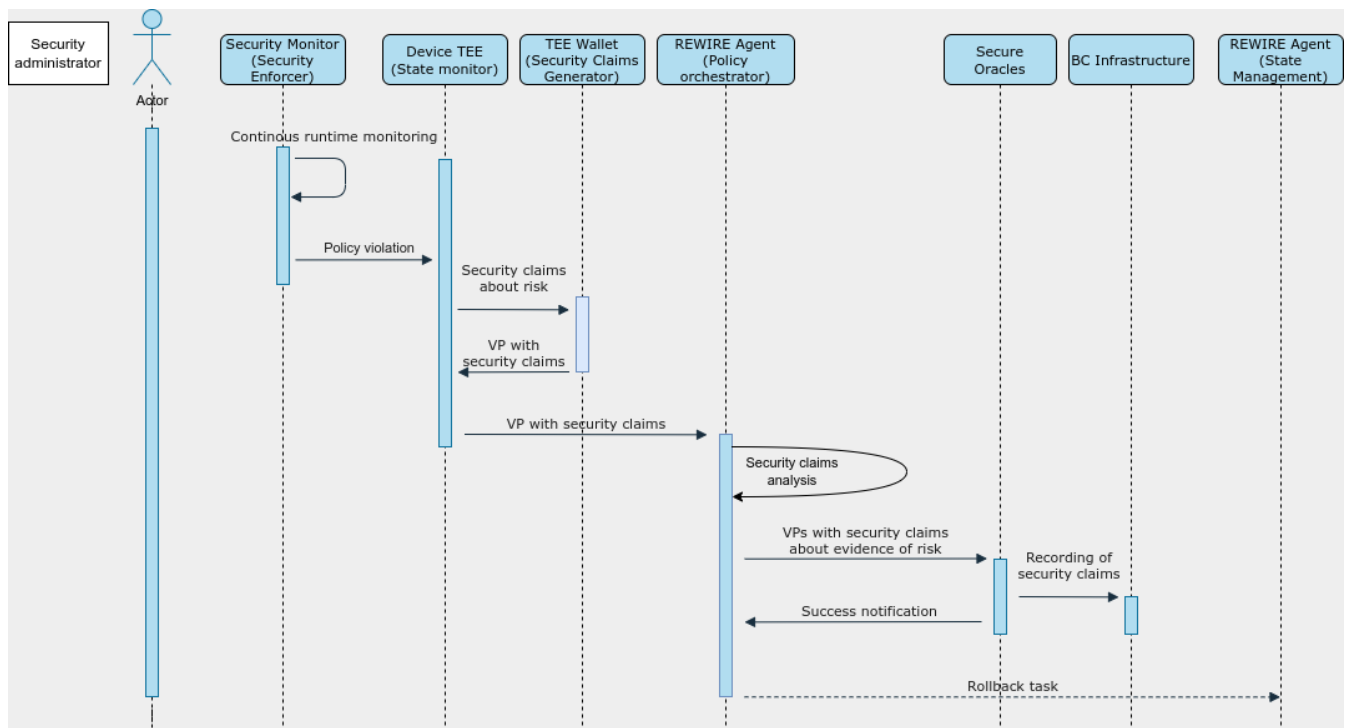 Security
administrator
Actor
Security Monitor
(Security
Enforcer)
Device TEE
(State monitor)
TEE Wallet
(Security Claims
Generator)
REWIRE Agent
(Policy
orchestrator)
Secure
Oracles
BC Infrastructure
REWIRE Agent
(State
Management)
Continous runtime monitoring
Policy violation
Security claims
about risk
VP with
security claims
VP with security claims
Security claims
analysis
VPs with security claims
about evidence of risk
Recording of
security claims
Success notification
Rollback task